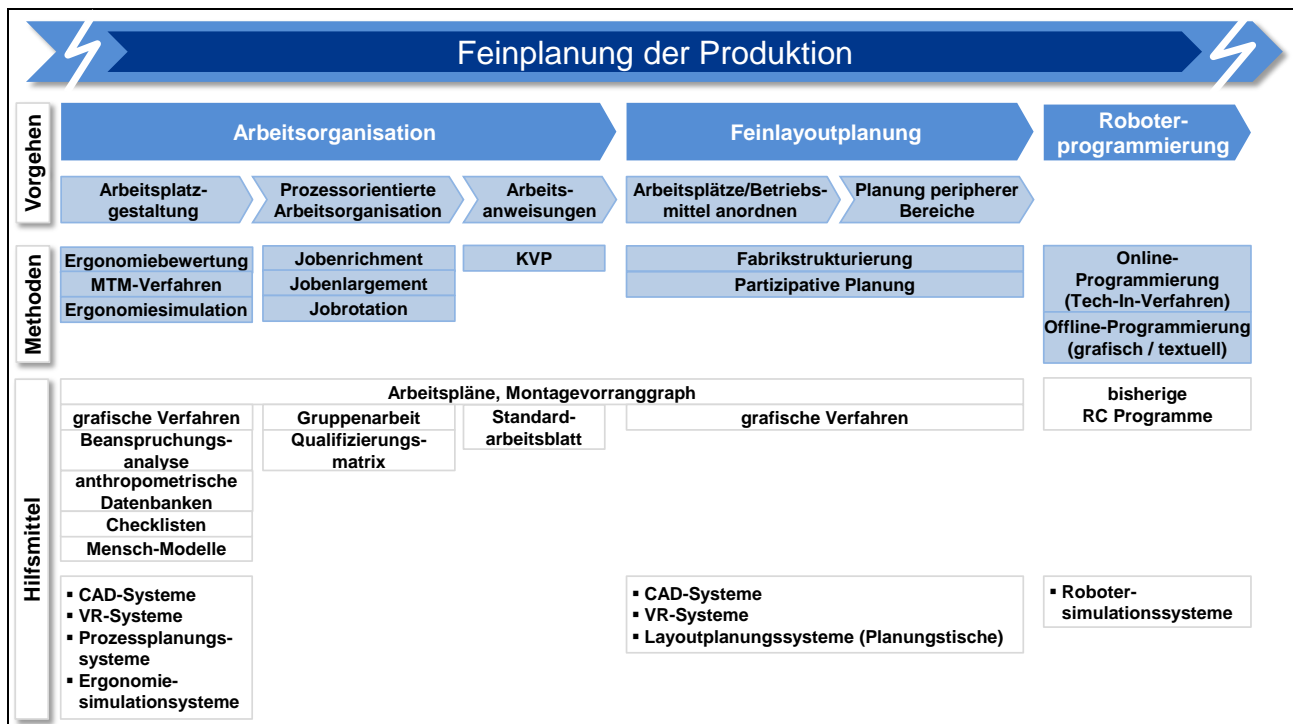 Feinplanung der Produktion
Vorgehen
Arbeitsorganisation
Feinlayoutplanung
Roboter-
programmierung
Arbeitsplatz-
gestaltung
Prozessorientierte
Arbeitsorganisation
Arbeits-
anweisungen
Arbeitsplätze/Betriebs-
mittel anordnen
Planung peripherer
Bereiche
Methoden
Ergonomiebewertung
MTM-Verfahren
Ergonomiesimulation
Jobenrichment
Jobenlargement
Jobrotation
KVP
Fabrikstrukturierung
Partizipative Planung
Online-
Programmierung
(Tech-In-Verfahren)
Offline-Programmierung
(grafisch / textuell)
Hilfsmittel
Arbeitspläne, Montagevorranggraph
grafische Verfahren
Beanspruchungs-
analyse
anthropometrische
Datenbanken
Checklisten
Mensch-Modelle
Gruppenarbeit
Qualifizierungs-
matrix
Standard-
arbeitsblatt
grafische Verfahren
bisherige
RC Programme
▪ CAD-Systeme
▪ VR-Systeme
▪ Prozessplanungs-
systeme
▪ Ergonomie-
simulationsysteme
▪ CAD-Systeme
▪ VR-Systeme
▪ Layoutplanungssysteme (Planungstische)
▪ Roboter-
simulationssysteme